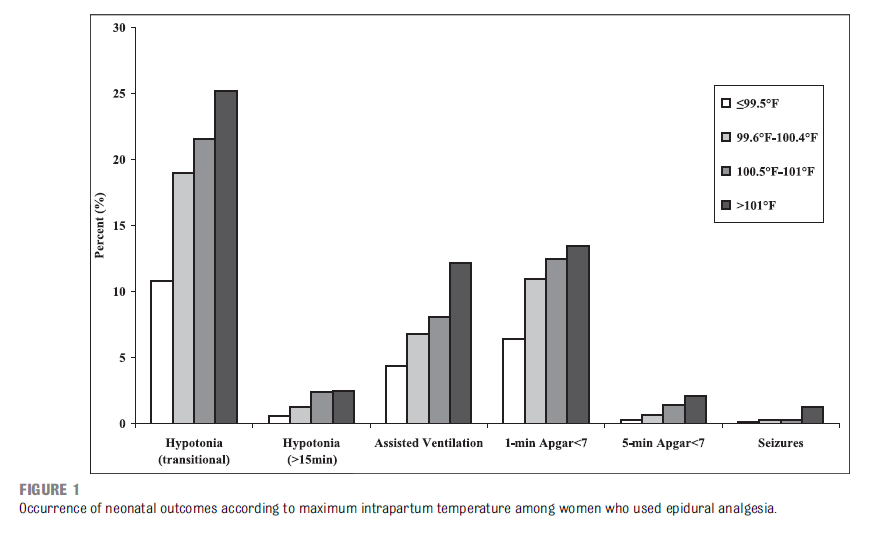 30
25
20
15
10
5
0
Percent (%)
≤99.5°F
99.6°F-100.4°F
100.5°F-101°F
>101°F
Hypotonia
(transitional)
Hypotonia
(>15min)
Assisted Ventilation
1-min Apgar<7
5-min Apgar<7
Seizures
FIGURE 1
Occurrence of neonatal outcomes according to maximum intrapartum temperature among women who used epidural analgesia.